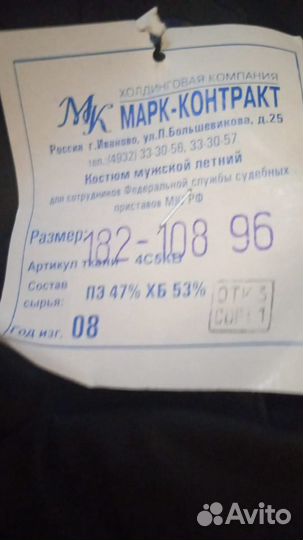 ХОЛДИНГОВАЯ КОМПАНИЯ
МК МАРК-КОНТРАКТ
Россия г.Иваново, ул.П.Большевикова, д.25
тел. (4932) 33-30-56, 33-30-57
Костюм мужской летний
для сотрудников Федеральной службы судебных
приставов МЮ РФ
Размер: 182-108 96
Артикул ткани 4С5КВ
Состав
сырья: ПЭ 47% ХБ 53%
ОТК 3
СОРТ 1
Год изг. 08
Avito